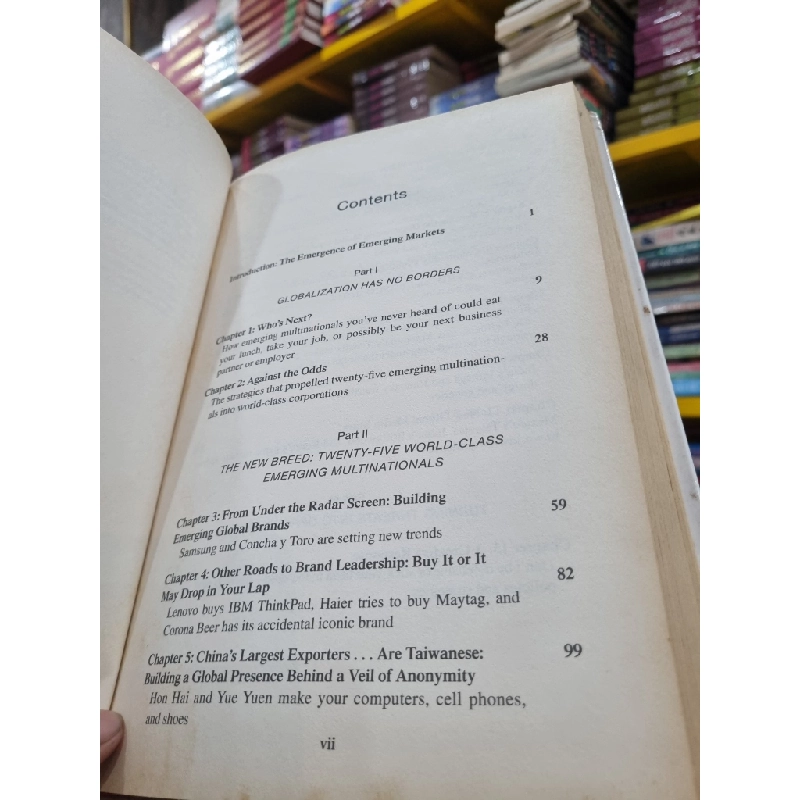 Contents
Introduction: The Emergence of Emerging Markets 1
Part I
GLOBALIZATION HAS NO BORDERS
Chapter 1: Who's Next? 9
How emerging multinationals you've never heard of could eat
your lunch, take your job, or possibly be your next business
partner or employer
Chapter 2: Against the Odds 28
The strategies that propelled twenty-five emerging multination-
als into world-class corporations
Part II
THE NEW BREED: TWENTY-FIVE WORLD-CLASS
EMERGING MULTINATIONALS
Chapter 3: From Under the Radar Screen: Building
Emerging Global Brands 59
Samsung and Concha y Toro are setting new trends
Chapter 4: Other Roads to Brand Leadership: Buy It or It
May Drop in Your Lap 82
Lenovo buys IBM ThinkPad, Haier tries to buy Maytag, and
Corona Beer has its accidental iconic brand
Chapter 5: China's Largest Exporters . . . Are Taiwanese: 99
Building a Global Presence Behind a Veil of Anonymity
Hon Hai and Yue Yuen make your computers, cell phones,
and shoes
vii